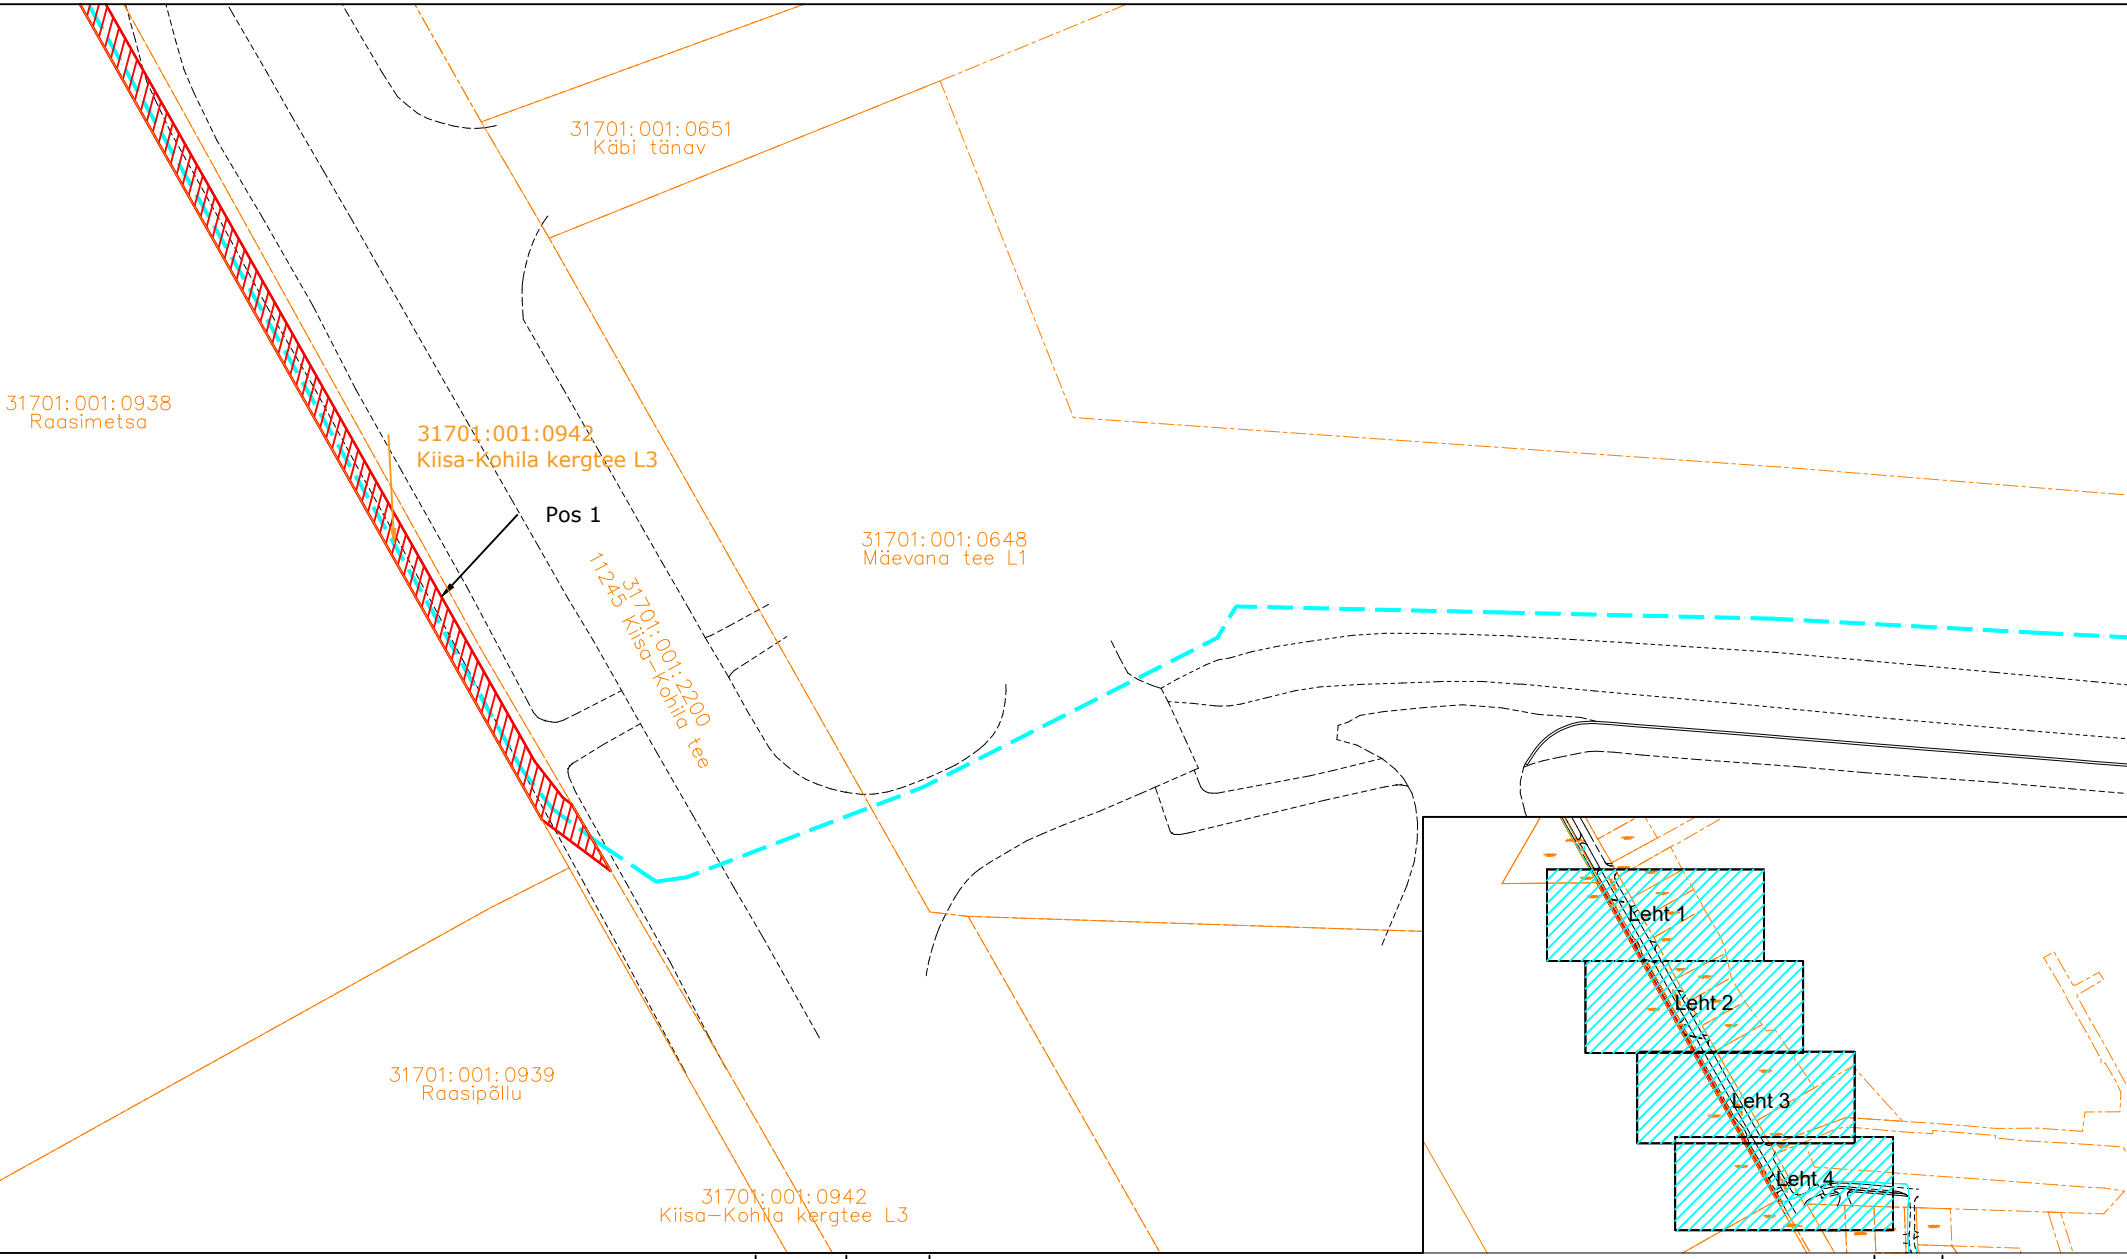 31701:001:0651
Käbi tänav
31701:001:0938
Raasimetsa
31701:001:0942
Kiisa-Kohila kergtee L3
Pos 1
31701:001:0648
Mäevana tee L1
31701:001:2200
11245 Kiisa-Kohila tee
31701:001:0939
Raasipõllu
31701:001:0942
Kiisa-Kohila kergtee L3
Leht 1
Leht 2
Leht 3
Leht 4